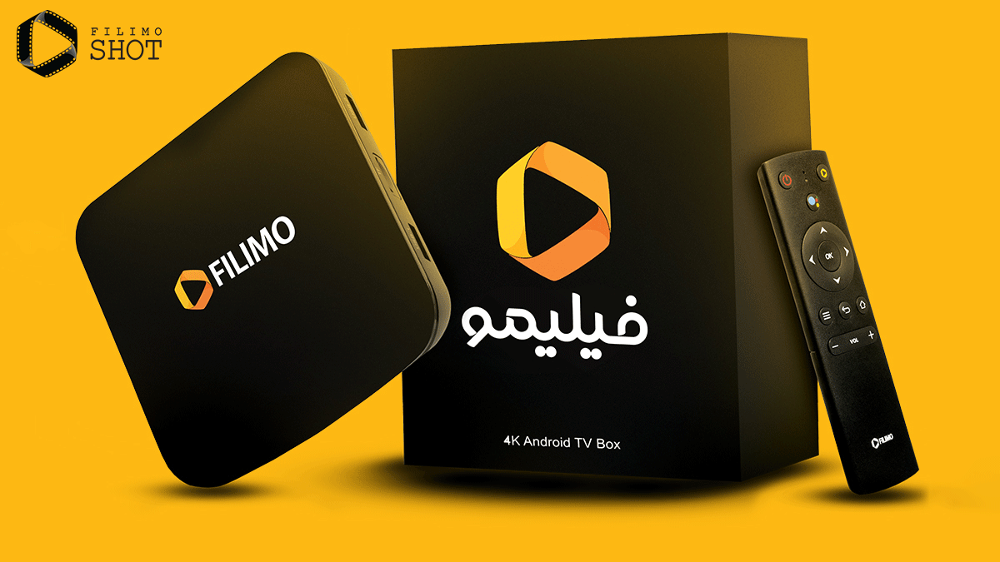 FILIMO
SHOT
FILIMO
فیلیمو
4K Android TV Box
OK
VOL
FILIMO